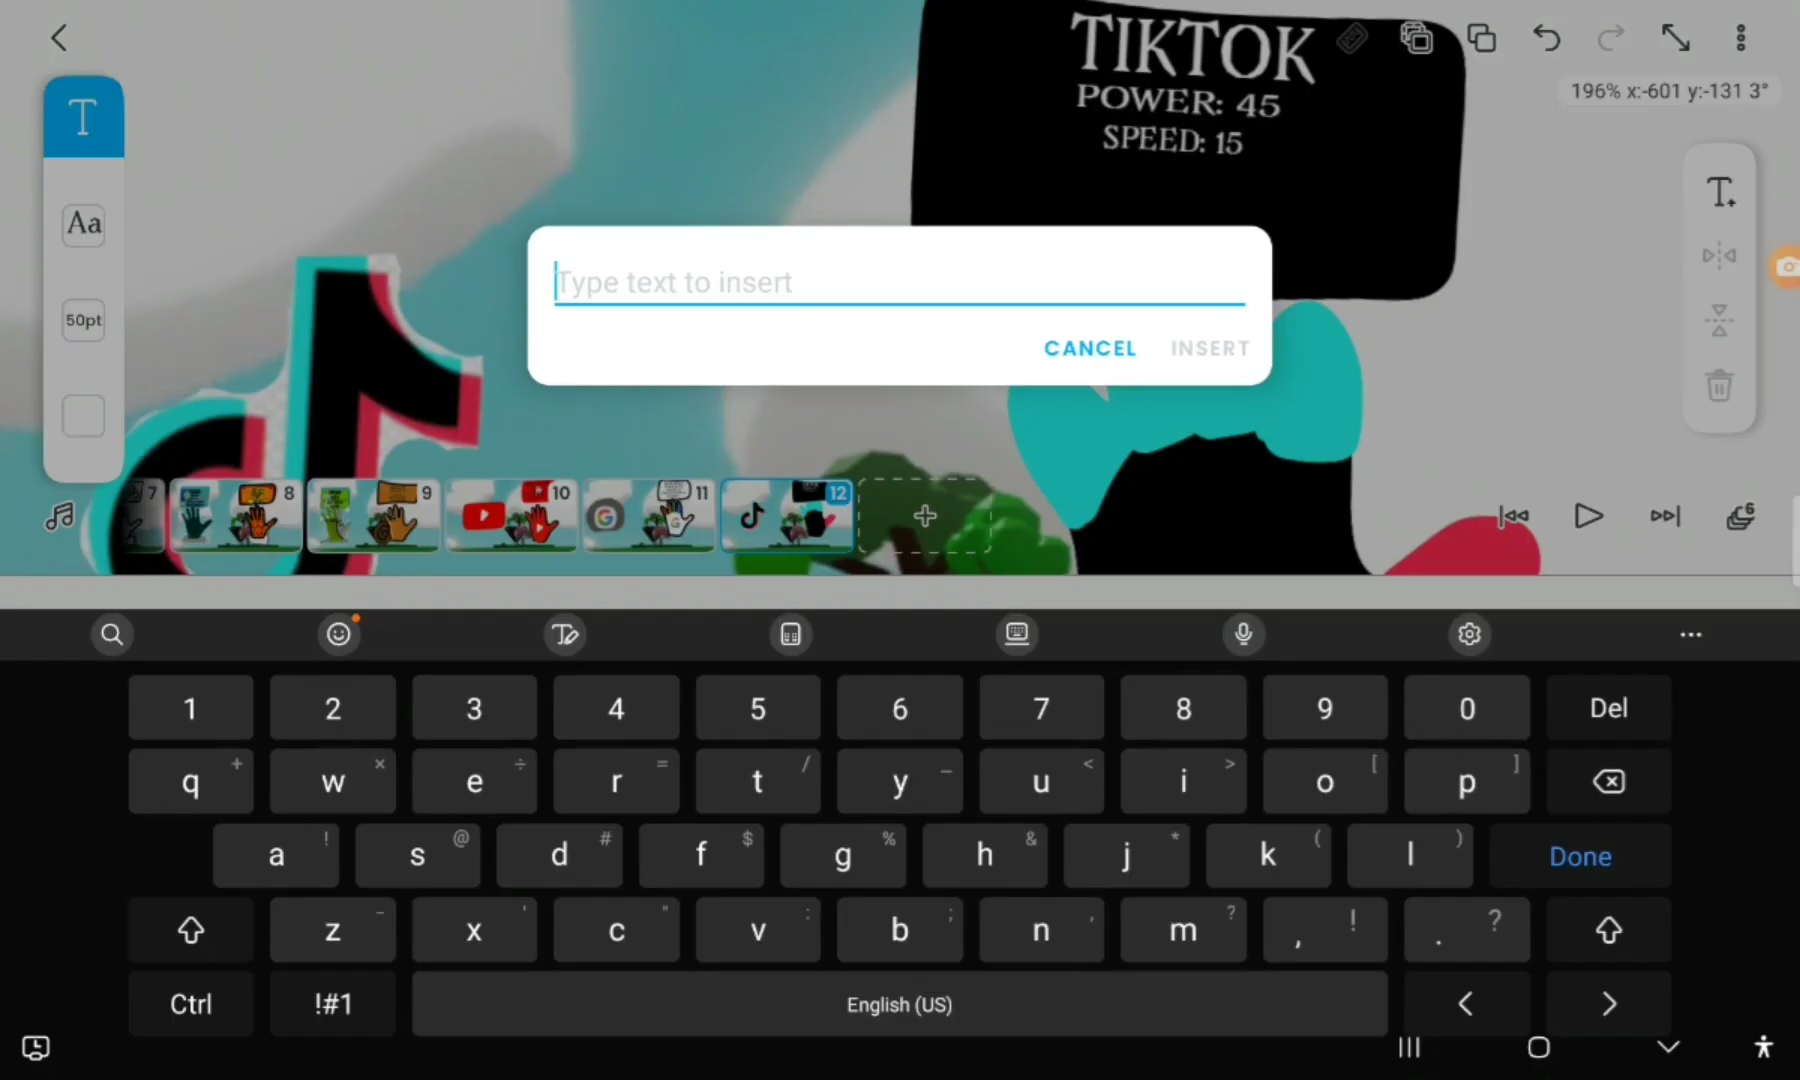 TIKTOK
POWER: 45
SPEED: 15
196% x:-601 y:-131 3°
T
Aa
50pt
Type text to insert
CANCEL INSERT
7 8 9 10 11 12
6
1 2 3 4 5 6 7 8 9 0 Del
q + w × e ÷ r = t / y _ u < i > o [ p ]
a ! s @ d # f $ g % h & j * k ( l ) Done
z - x ' c " v : b ; n , m ? , ! . ?
Ctrl !#1 English (US) < >